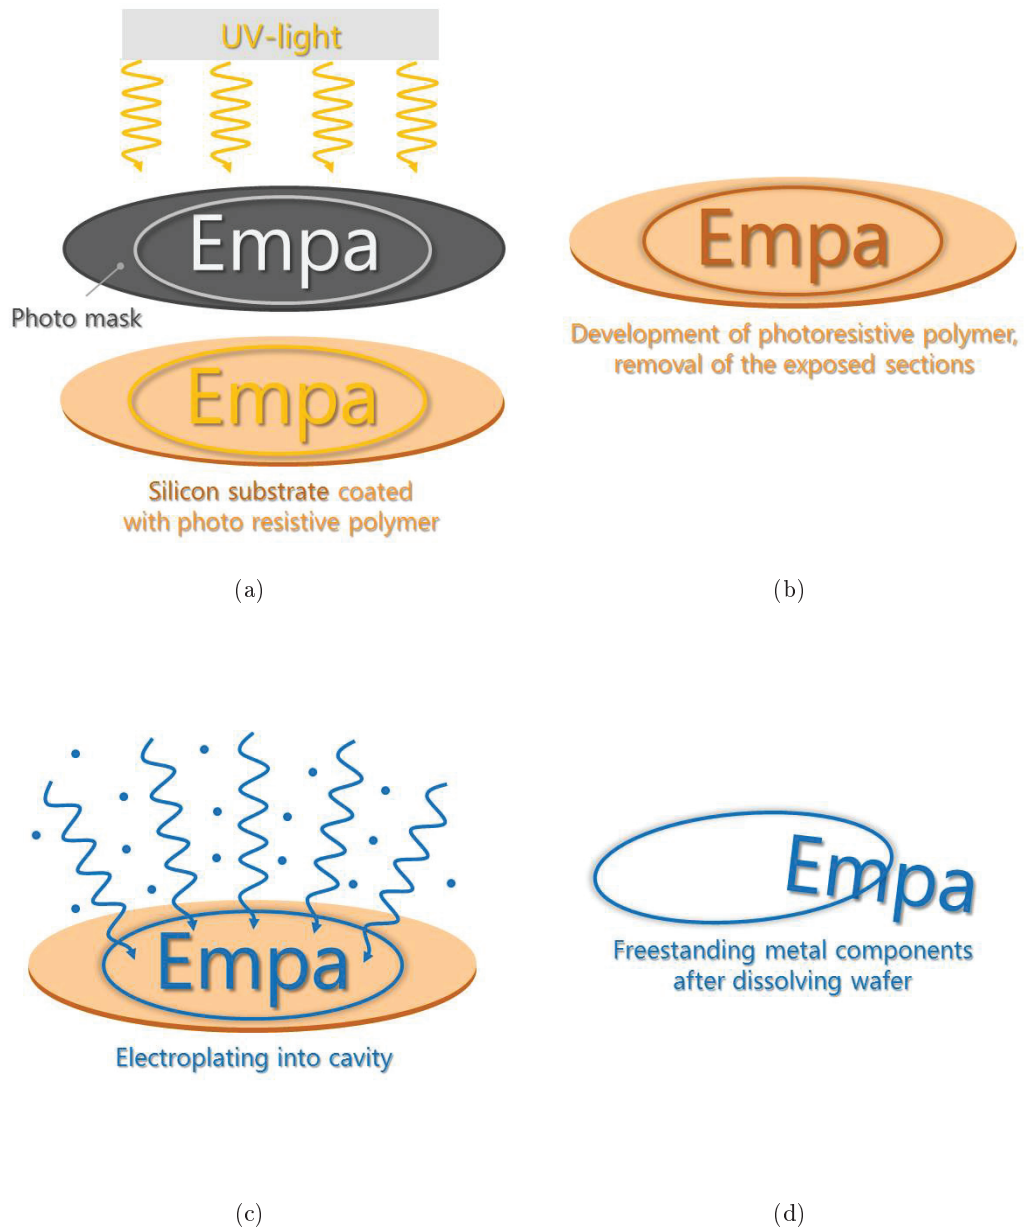 UV-light
Empa
Photo mask
Empa
Silicon substrate coated
with photo resistive polymer
(a)
Empa
Development of photoresistive polymer,
removal of the exposed sections
(b)
Empa
Electroplating into cavity
(c)
Empa
Freestanding metal components
after dissolving wafer
(d)